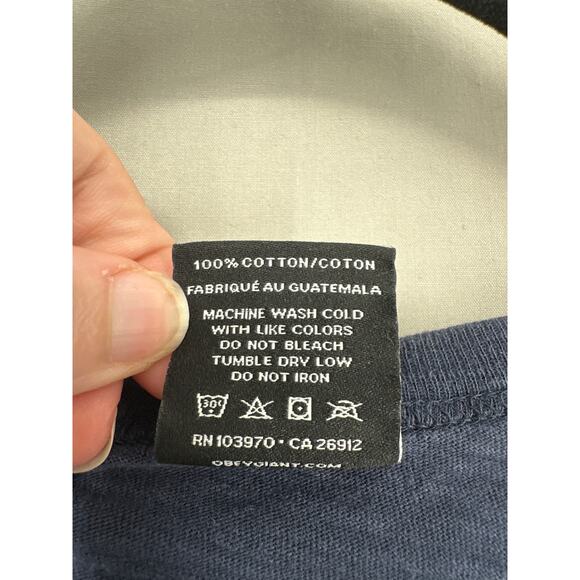 100% COTTON/COTON
FABRIQUÉ AU GUATEMALA
MACHINE WASH COLD
WITH LIKE COLORS
DO NOT BLEACH
TUMBLE DRY LOW
DO NOT IRON
30C
RN 103970 • CA 26912
OBEYGIANT.COM